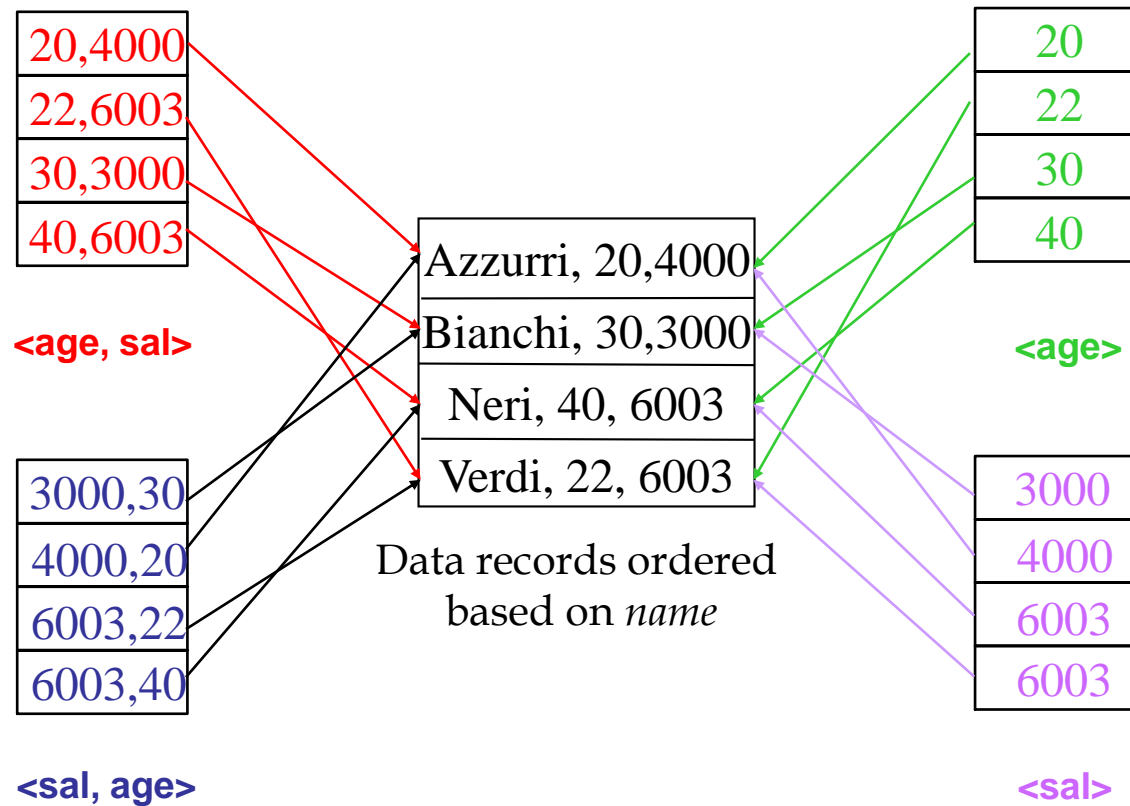 20,4000
22,6003
30,3000
40,6003
<age, sal>
3000,30
4000,20
6003,22
6003,40
<sal, age>
Azzurri, 20,4000
Bianchi, 30,3000
Neri, 40, 6003
Verdi, 22, 6003
Data records ordered
based on name
20
22
30
40
<age>
3000
4000
6003
6003
<sal>